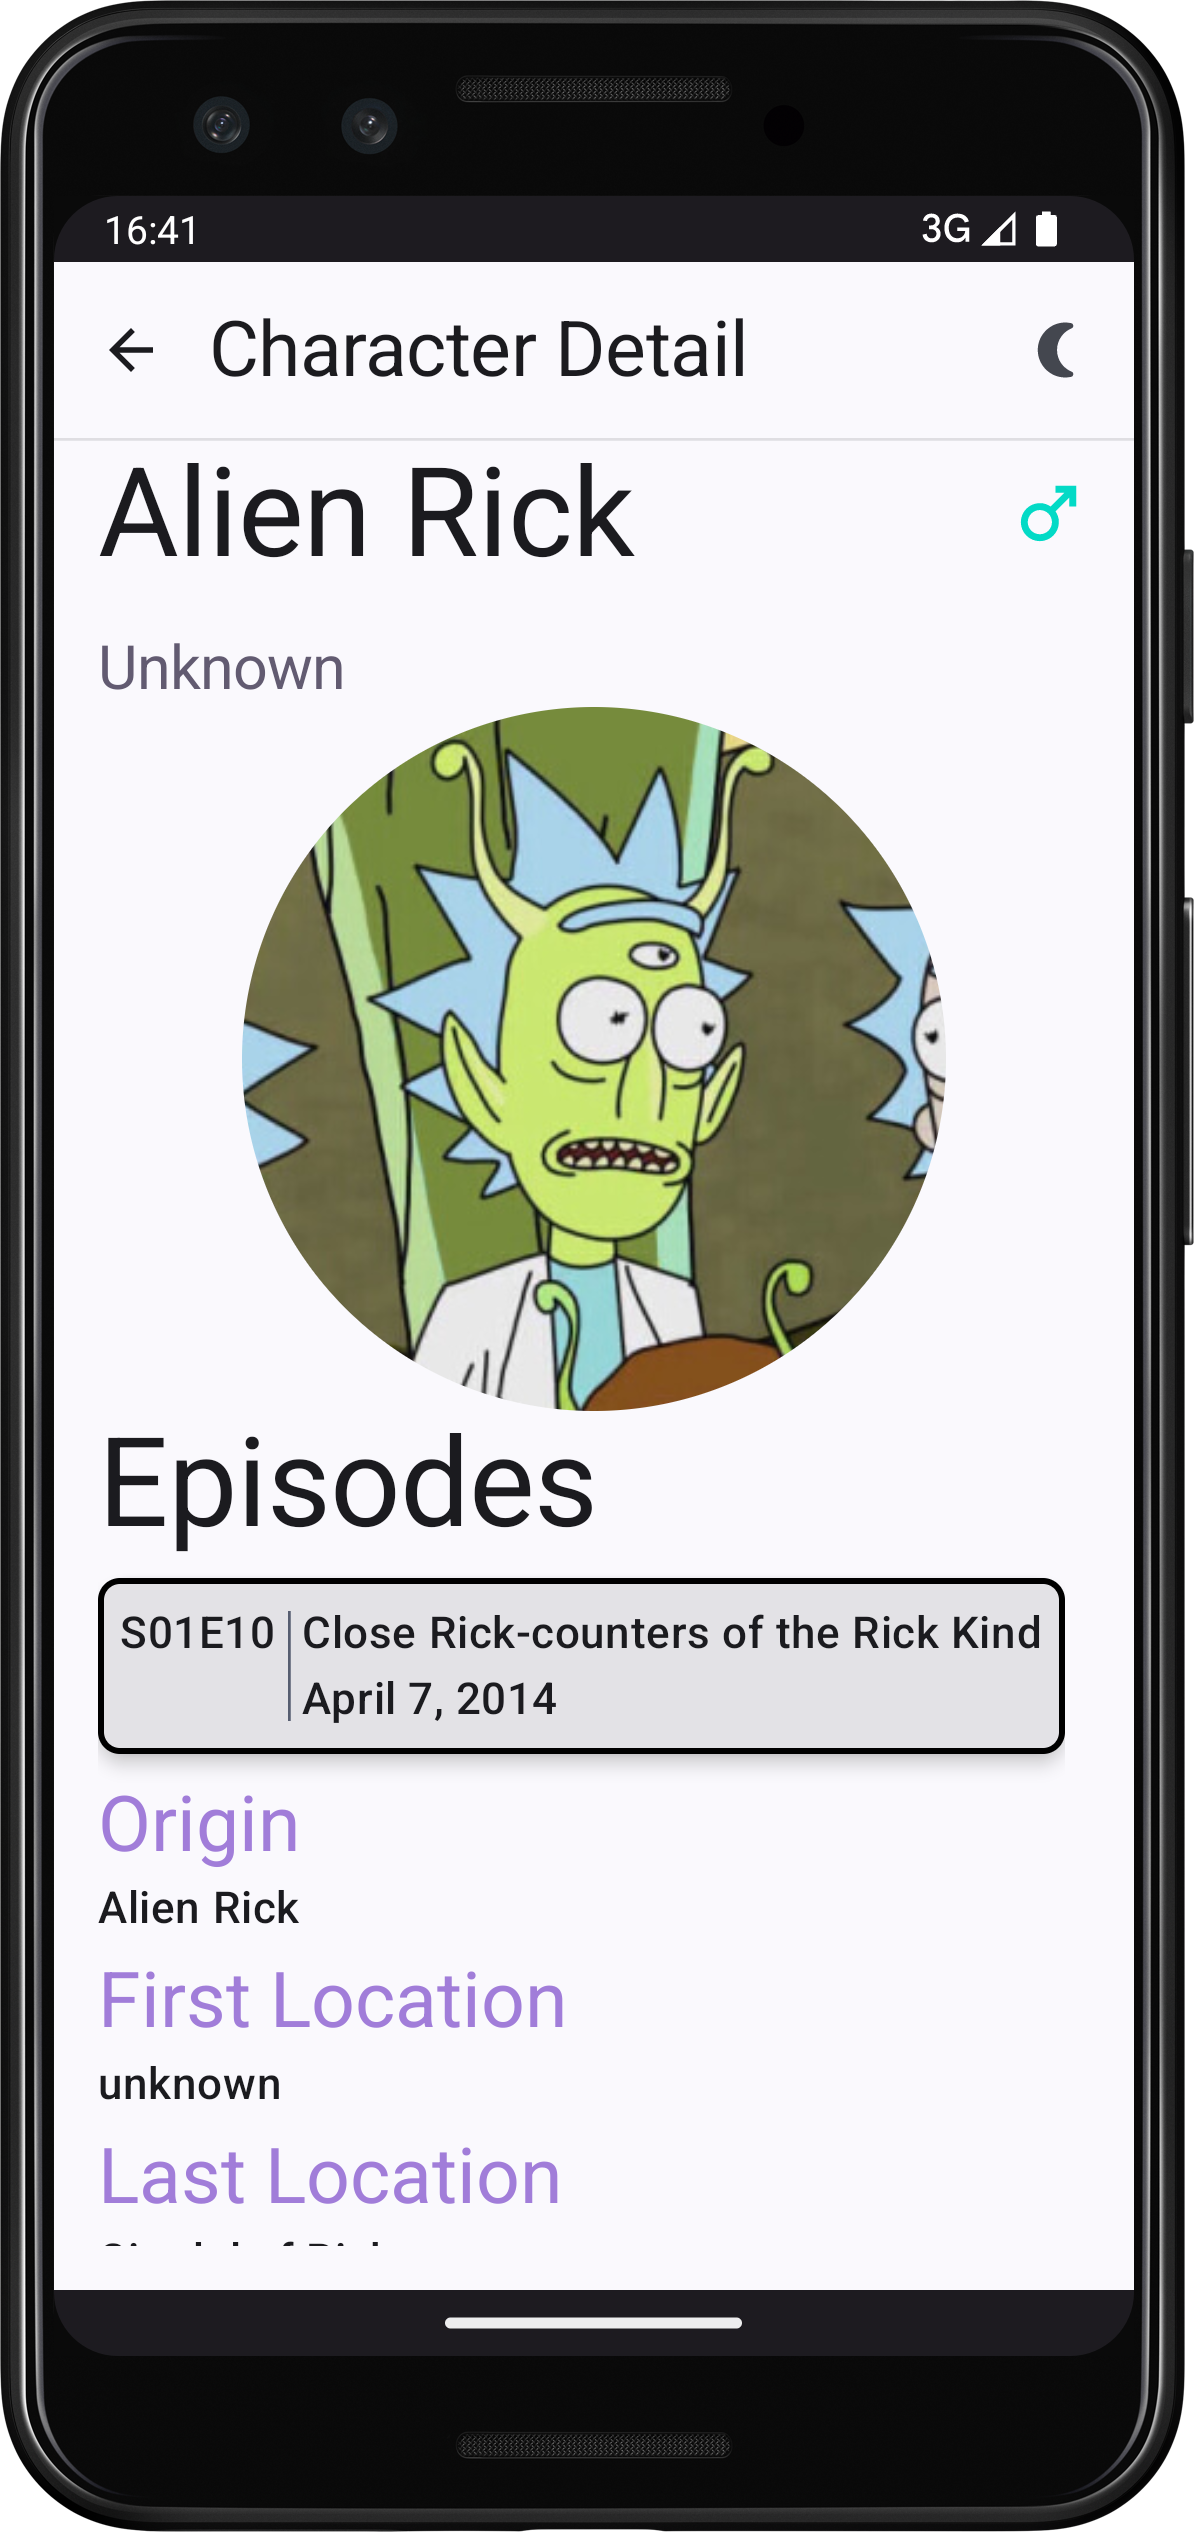 16:41 3G
Character Detail
Alien Rick
Unknown
Episodes
S01E10 Close Rick-counters of the Rick Kind
April 7, 2014
Origin
Alien Rick
First Location
unknown
Last Location